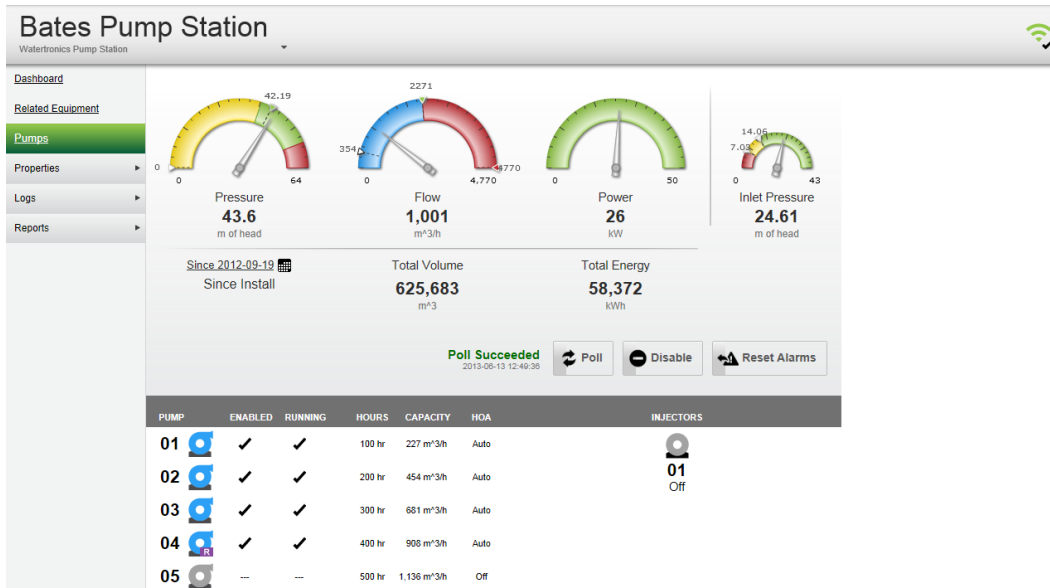 Bates Pump Station
Watertronics Pump Station
Dashboard
Related Equipment
Pumps
Properties
Logs
Reports
42.19
0
0 64
Pressure
43.6
m of head
2271
354
4770
0 4,770
Flow
1,001
m^3/h
0 50
Power
26
kW
14.06
7.03
0 43
Inlet Pressure
24.61
m of head
Since 2012-09-19
Since Install
Total Volume
625,683
m^3
Total Energy
58,372
kWh
Poll Succeeded
2013-06-13 12:49:36
Poll
Disable
Reset Alarms
PUMP ENABLED RUNNING HOURS CAPACITY HOA INJECTORS
01 100 hr 227 m^3/h Auto
02 200 hr 454 m^3/h Auto
03 300 hr 681 m^3/h Auto
04 R 400 hr 908 m^3/h Auto
05 --- --- 500 hr 1,136 m^3/h Off
01
Off